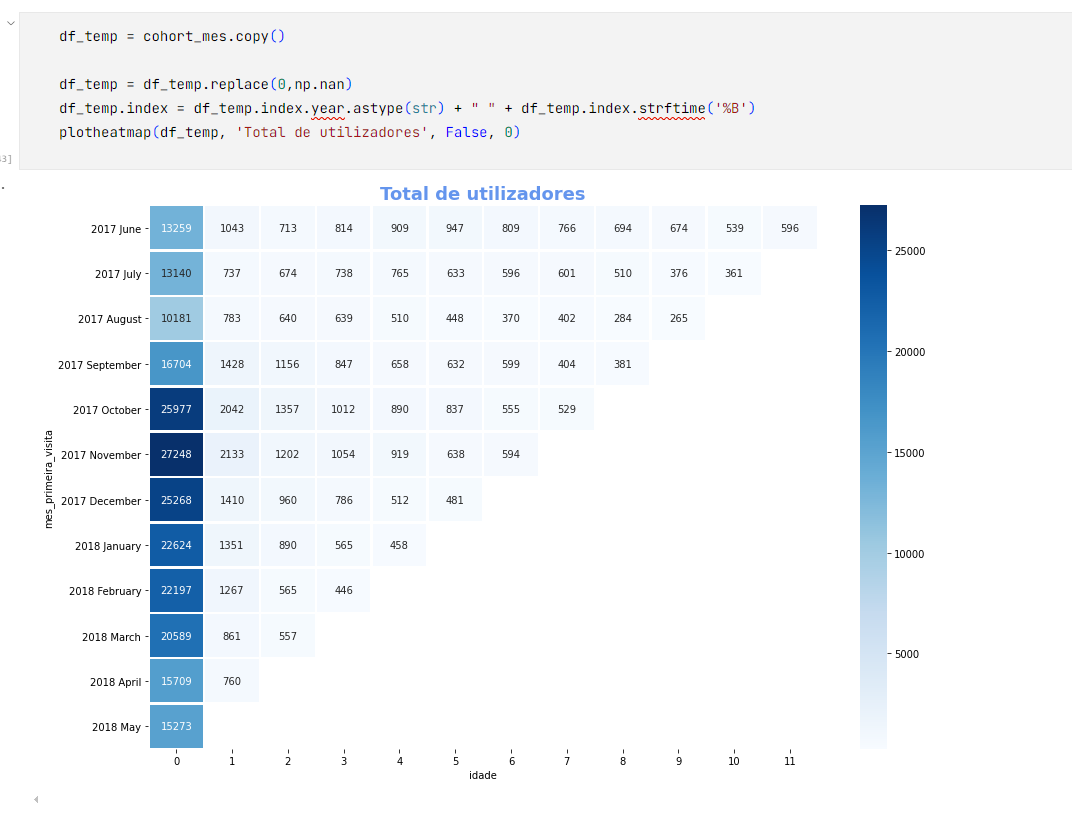 df_temp = cohort_mes.copy()
df_temp = df_temp.replace(0,np.nan)
df_temp.index = df_temp.index.year.astype(str) + " " + df_temp.index.strftime('%B')
plotheatmap(df_temp, 'Total de utilizadores', False, 0)
3]
Total de utilizadores
2017 June 13259 1043 713 814 909 947 809 766 694 674 539 596
2017 July 13140 737 674 738 765 633 596 601 510 376 361
2017 August 10181 783 640 639 510 448 370 402 284 265
2017 September 16704 1428 1156 847 658 632 599 404 381
2017 October 25977 2042 1357 1012 890 837 555 529
2017 November 27248 2133 1202 1054 919 638 594
2017 December 25268 1410 960 786 512 481
2018 January 22624 1351 890 565 458
2018 February 22197 1267 565 446
2018 March 20589 861 557
2018 April 15709 760
2018 May 15273
mes_primeira_visita
0 1 2 3 4 5 6 7 8 9 10 11
idade
25000
20000
15000
10000
5000